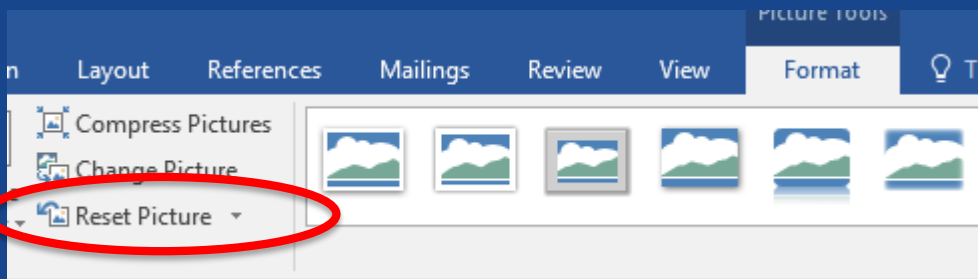 Picture Tools
n Layout References Mailings Review View Format T
Compress Pictures
Change Picture
Reset Picture